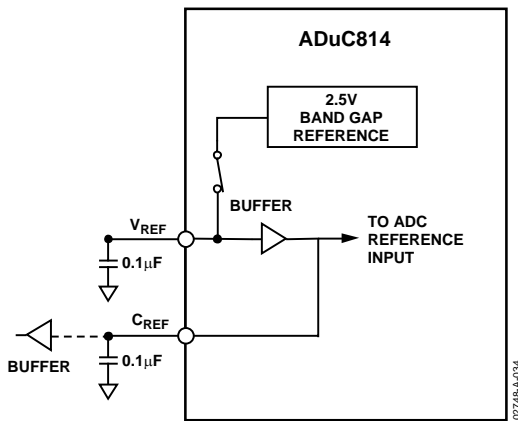 ADuC814
2.5V
BAND GAP
REFERENCE
BUFFER
VREF
TO ADC
REFERENCE
INPUT
0.1μF
CREF
BUFFER
0.1μF
02748-A-034